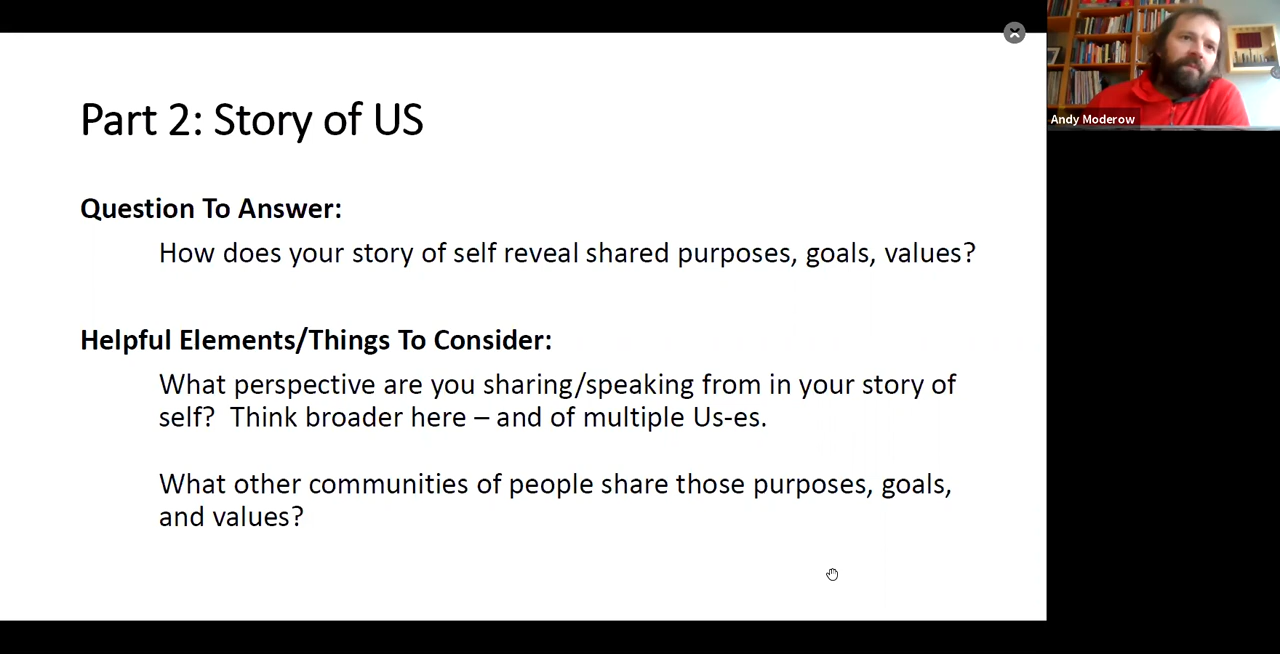 Part 2: Story of US
Question To Answer:
How does your story of self reveal shared purposes, goals, values?
Helpful Elements/Things To Consider:
What perspective are you sharing/speaking from in your story of
self?  Think broader here – and of multiple Us-es.
What other communities of people share those purposes, goals,
and values?
Andy Moderow